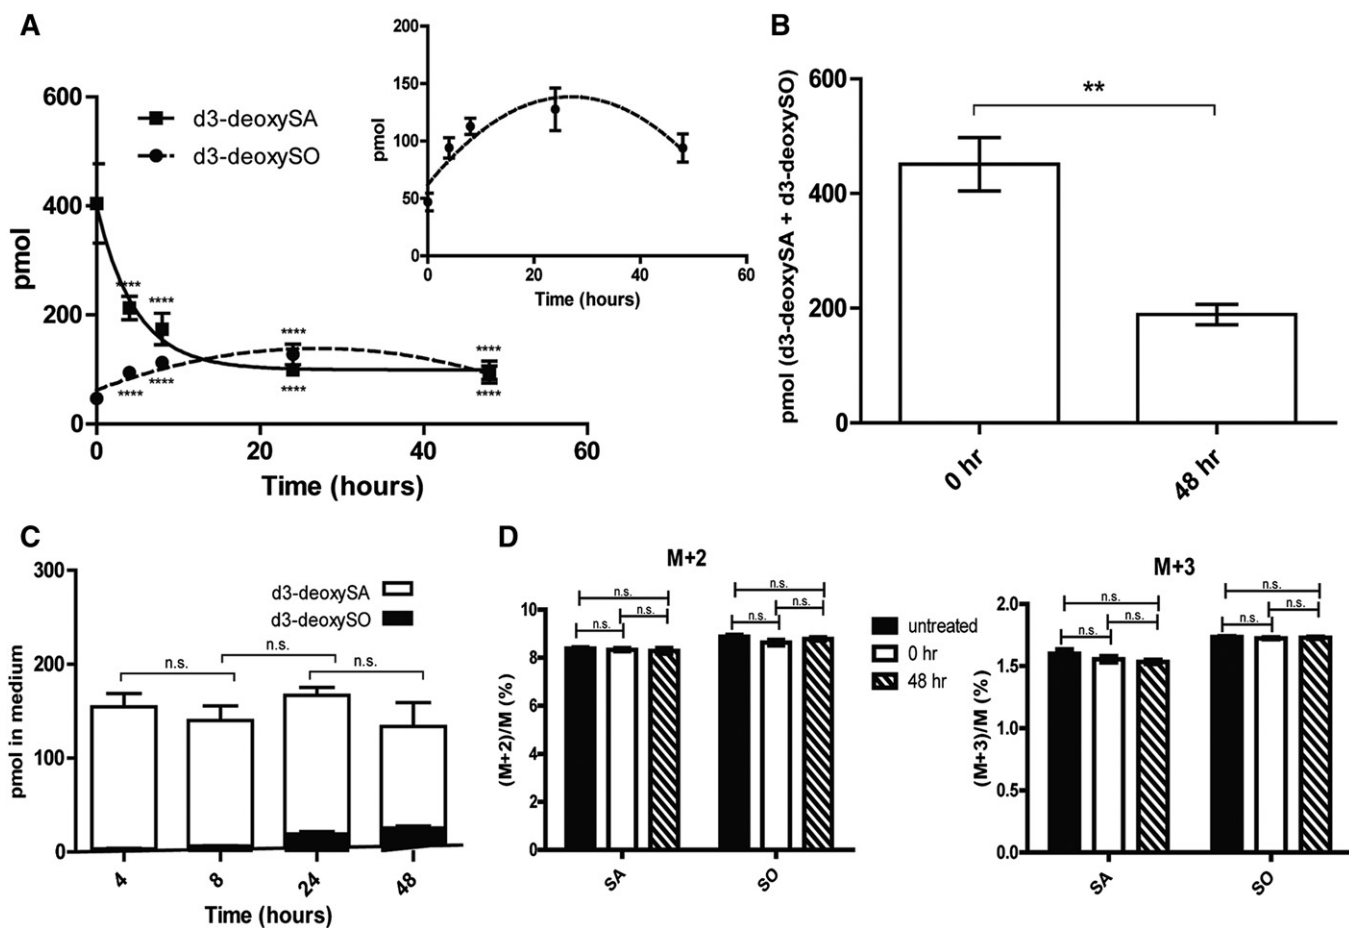 A
d3-deoxySA
d3-deoxySO
600
400
200
0
pmol
****
****
****
****
****
****
****
****
0
20
40
60
Time (hours)
200
150
100
50
0
pmol
0
20
40
60
Time (hours)
B
pmol (d3-deoxySA + d3-deoxySO)
600
400
200
0
**
0 hr
48 hr
C
pmol in medium
300
200
100
0
d3-deoxySA
d3-deoxySO
n.s.
n.s.
n.s.
4
8
24
48
Time (hours)
D
M+2
(M+2)/M (%)
10
8
6
4
2
0
n.s.
n.s.
n.s.
n.s.
n.s.
n.s.
SA
SO
untreated
0 hr
48 hr
M+3
(M+3)/M (%)
2.0
1.5
1.0
0.5
0.0
n.s.
n.s.
n.s.
n.s.
n.s.
n.s.
SA
SO